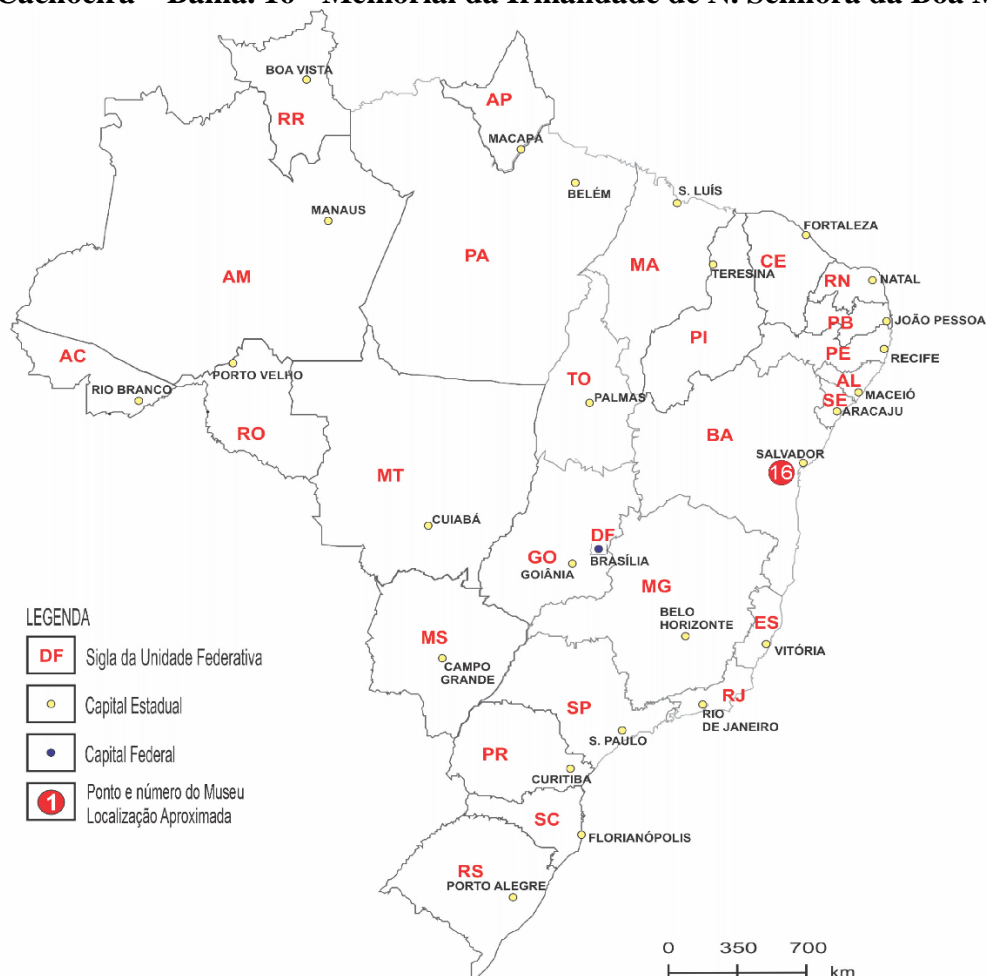 Cachoeira – Bahia. 16 - Memorial da Irmandade de N. Senhora da Boa M
BOA VISTA
RR
AP
MACAPÁ
BELÉM
S. LUÍS
MANAUS
FORTALEZA
PA
MA
TERESINA
CE
AM
RN
NATAL
PB
JOÃO PESSOA
PI
PE
RECIFE
AC
PORTO VELHO
TO
AL
RIO BRANCO
PALMAS
MACEIÓ
SE
ARACAJU
RO
BA
SALVADOR
16
MT
CUIABÁ
DF
GO
BRASÍLIA
GOIÂNIA
MG
BELO
HORIZONTE
ES
VITÓRIA
MS
CAMPO
GRANDE
RJ
RIO
DE JANEIRO
SP
S. PAULO
PR
CURITIBA
SC
FLORIANÓPOLIS
RS
PORTO ALEGRE
LEGENDA
DF Sigla da Unidade Federativa
Capital Estadual
Capital Federal
1 Ponto e número do Museu
Localização Aproximada
0 350 700
km